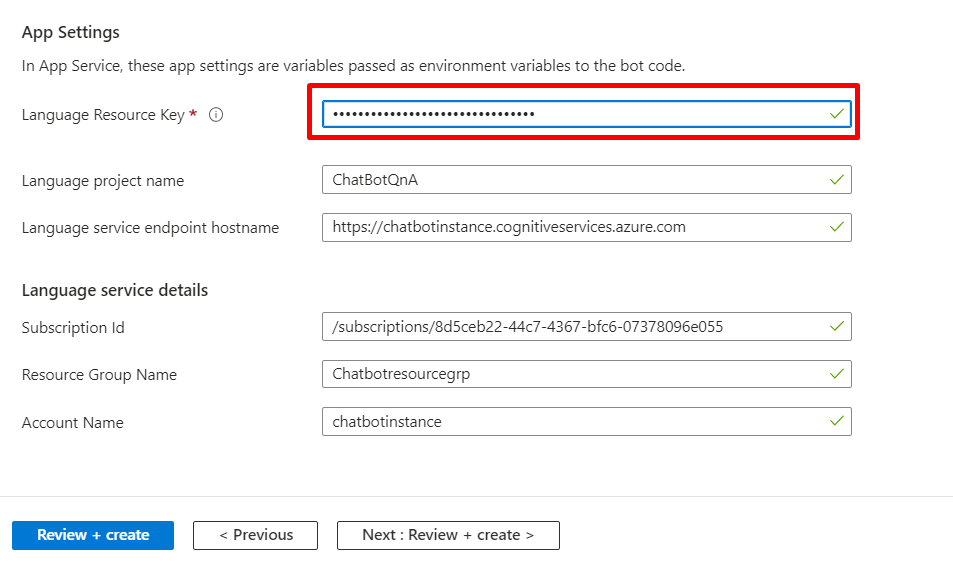 App Settings
In App Service, these app settings are variables passed as environment variables to the bot code.
Language Resource Key *
••••••••••••••••••••••••••••••••
Language project name
ChatBotQnA
Language service endpoint hostname
https://chatbotinstance.cognitiveservices.azure.com
Language service details
Subscription Id
/subscriptions/8d5ceb22-44c7-4367-bfc6-07378096e055
Resource Group Name
Chatbotresourcegrp
Account Name
chatbotinstance
Review + create
< Previous
Next : Review + create >